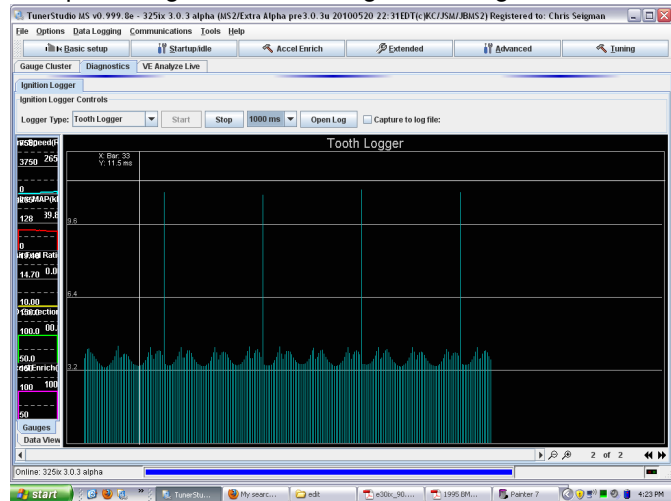 TunerStudio MS v0.999.8e - 325ix 3.0.3 alpha (MS2/Extra Alpha pre3.0.3u 20100520 22:31EDT(c)KC/JSM/JBMS2) Registered to: Chris Seigman
File Options Data Logging Communications Tools Help
Basic setup Startup/idle Accel Enrich Extended Advanced Tuning
Gauge Cluster Diagnostics VE Analyze Live
Ignition Logger
Ignition Logger Controls
Logger Type: Tooth Logger Start Stop 1000 ms Open Log Capture to log file:
Tooth Logger
X: Bar: 33
Y: 11.5 ms
3750 265
0
128
9.6
0
14.70 0.0
10.00
6.4
100.0 00.
50.0
3.2
100 100
50
Gauges
Data View
2 of 2
Online: 325ix 3.0.3 alpha
start TunerStu... My searc... edit e30ix_90.... 1995 BM... Painter 7 4:23 PM